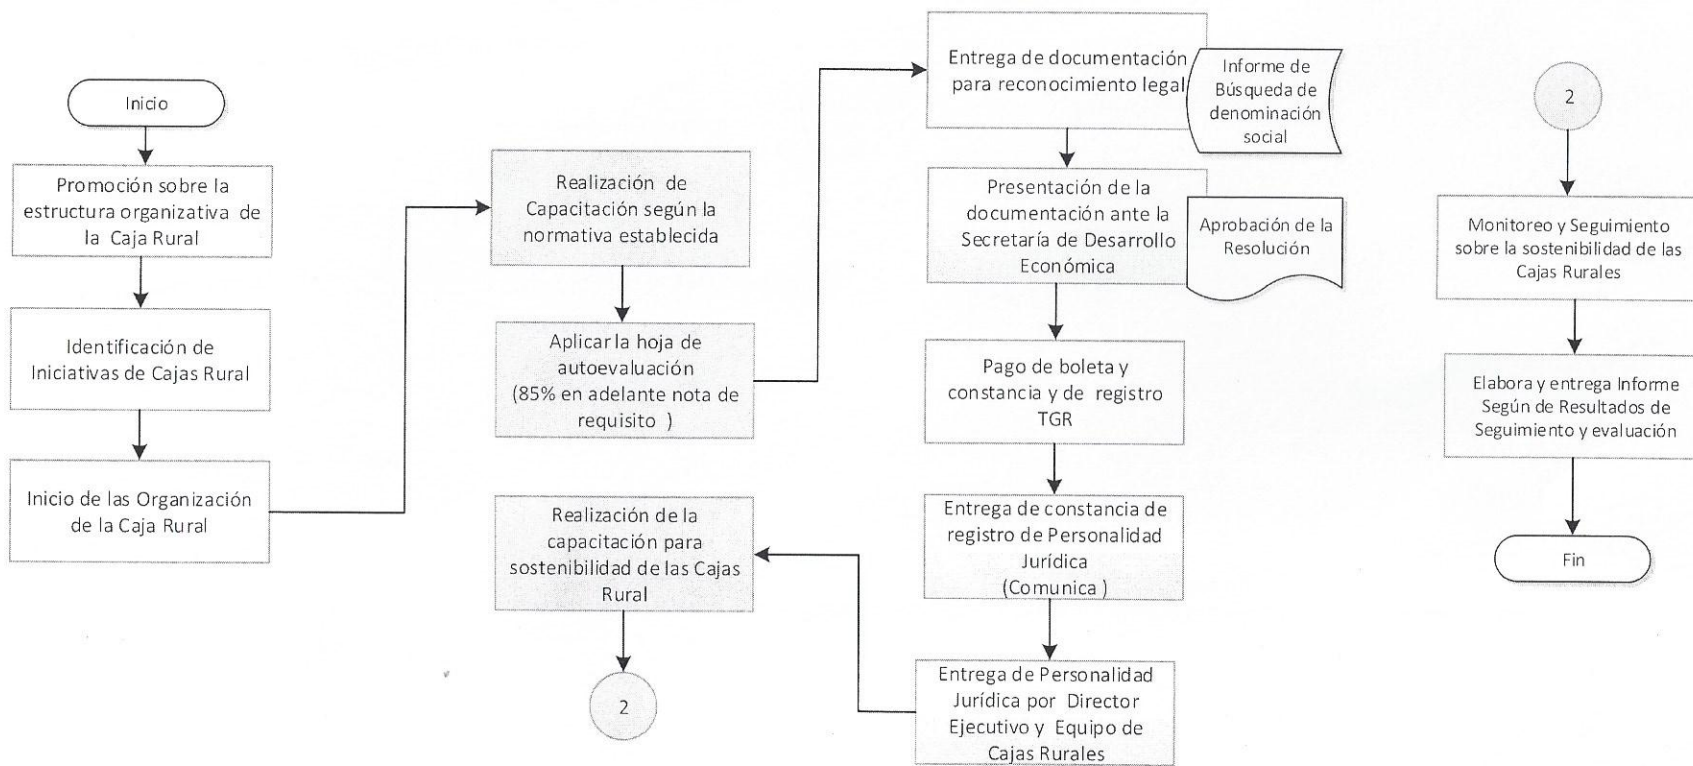 Inicio
Promoción sobre la
estructura organizativa de
la Caja Rural
Identificación de
Iniciativas de Cajas Rural
Inicio de las Organización
de la Caja Rural
Realización de
Capacitación según la
normativa establecida
Aplicar la hoja de
autoevaluación
(85% en adelante nota de
requisito )
Entrega de documentación
para reconocimiento legal
Informe de
Búsqueda de
denominación
social
Presentación de la
documentación ante la
Secretaría de Desarrollo
Económica
Aprobación de la
Resolución
Pago de boleta y
constancia y de registro
TGR
Entrega de constancia de
registro de Personalidad
Jurídica
(Comunica )
Entrega de Personalidad
Jurídica por Director
Ejecutivo y Equipo de
Cajas Rurales
Realización de la
capacitación para
sostenibilidad de las Cajas
Rural
2
2
Monitoreo y Seguimiento
sobre la sostenibilidad de las
Cajas Rurales
Elabora y entrega Informe
Según de Resultados de
Seguimiento y evaluación
Fin